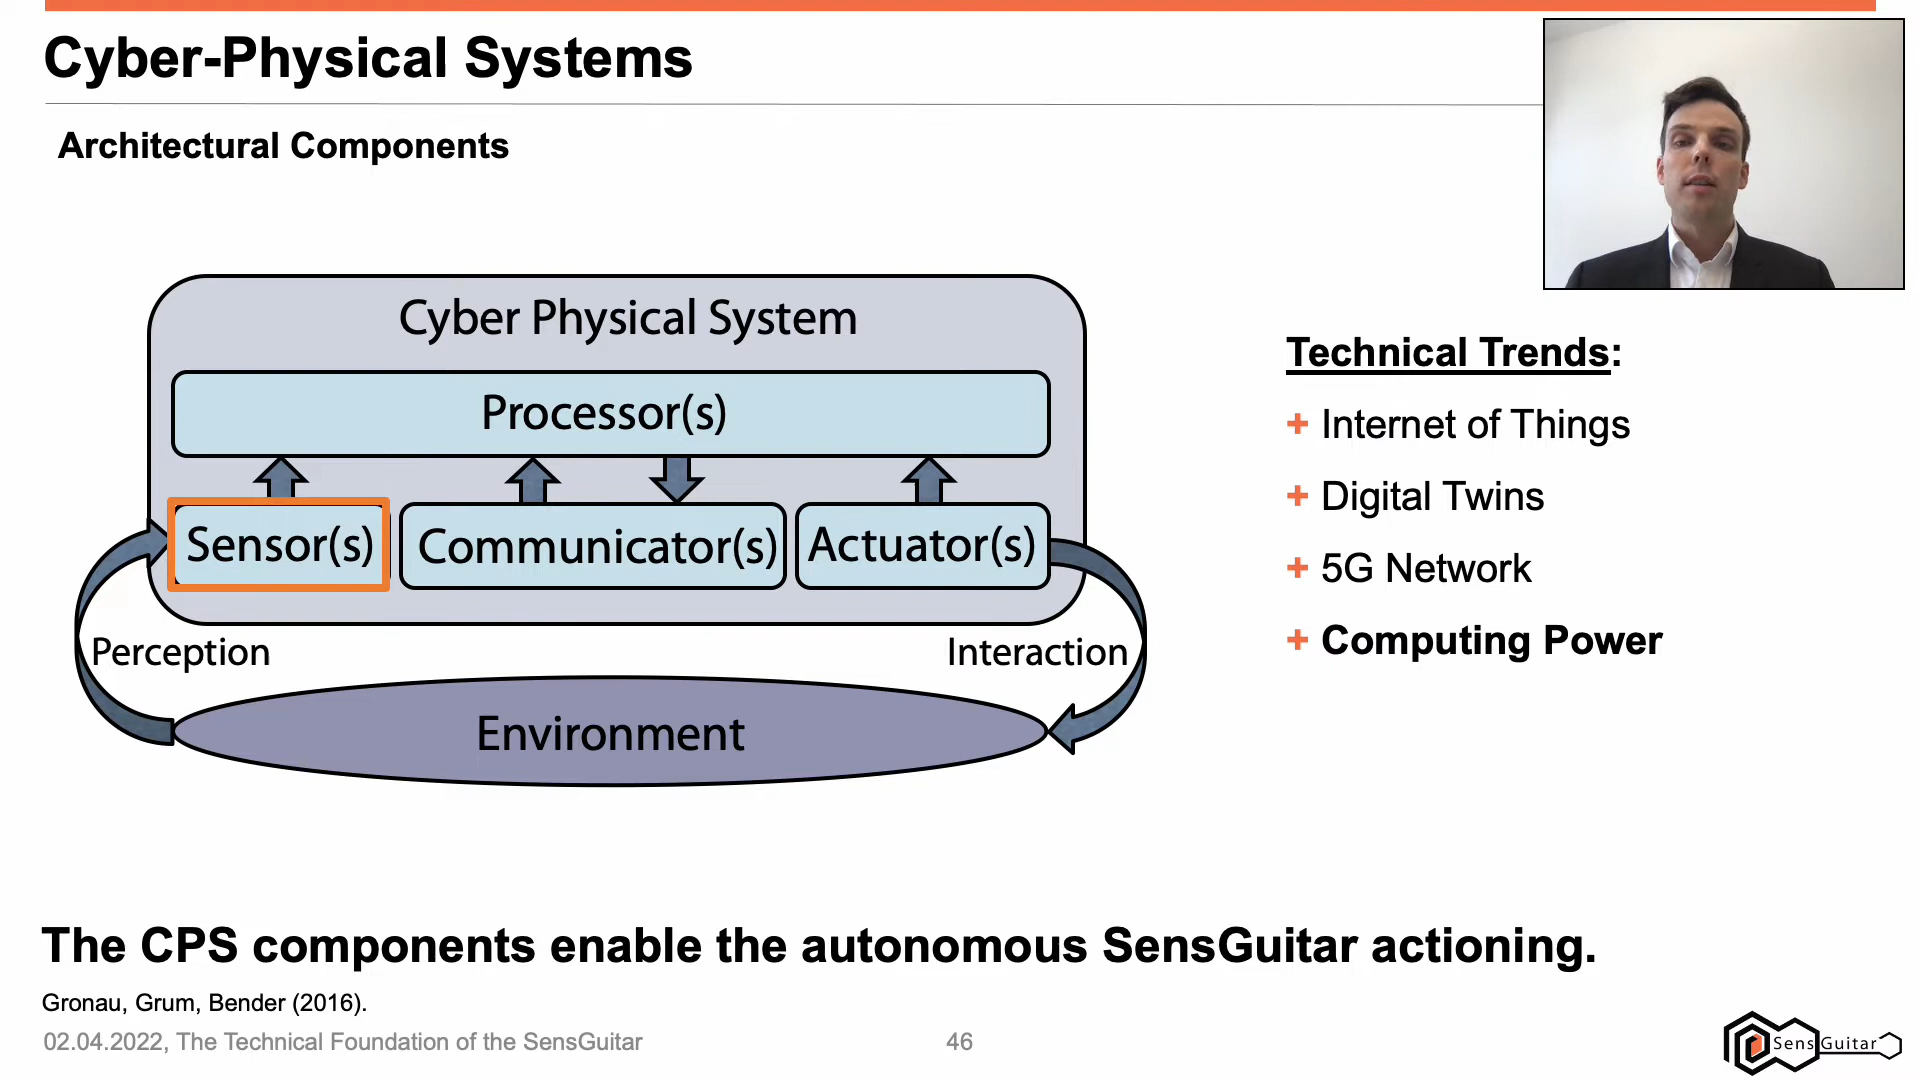 Cyber-Physical Systems
Architectural Components
Cyber Physical System
Processor(s)
Sensor(s)
Communicator(s)
Actuator(s)
Perception
Interaction
Environment
Technical Trends:
+ Internet of Things
+ Digital Twins
+ 5G Network
+ Computing Power
The CPS components enable the autonomous SensGuitar actioning.
Gronau, Grum, Bender (2016).
02.04.2022, The Technical Foundation of the SensGuitar
46
SensGuitar